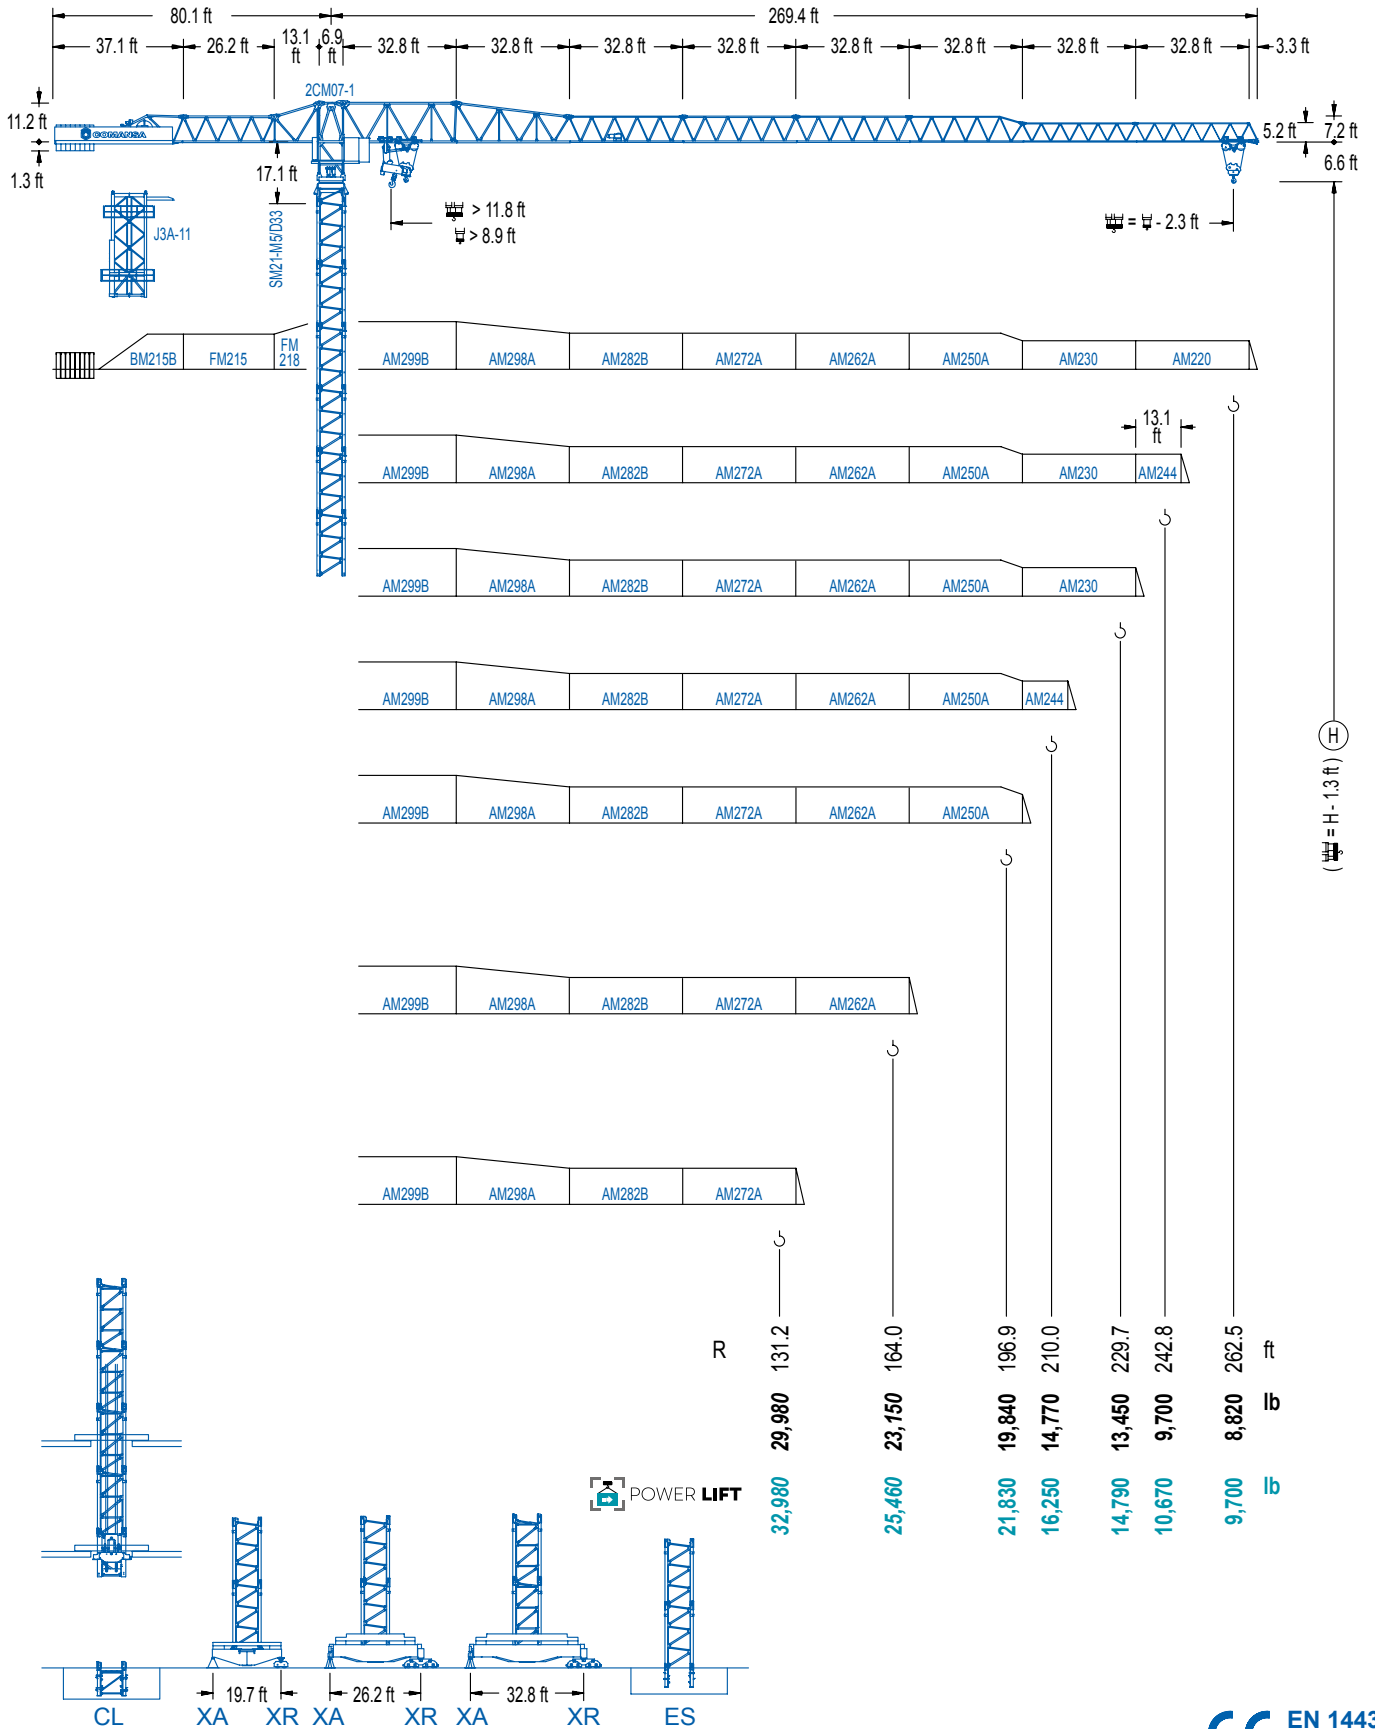 80.1 ft 269.4 ft
37.1 ft 26.2 ft 13.1 ft 6.9 ft 32.8 ft 32.8 ft 32.8 ft 32.8 ft 32.8 ft 32.8 ft 32.8 ft 32.8 ft 3.3 ft
2CM07-1
11.2 ft COMANSA 5.2 ft 7.2 ft
1.3 ft 17.1 ft 6.6 ft
> 11.8 ft
> 8.9 ft
= - 2.3 ft
J3A-11
SM21-M5/D33
BM215B FM215 FM 218 AM299B AM298A AM282B AM272A AM262A AM250A AM230 AM220
13.1 ft
AM299B AM298A AM282B AM272A AM262A AM250A AM230 AM244
AM299B AM298A AM282B AM272A AM262A AM250A AM230
AM299B AM298A AM282B AM272A AM262A AM250A AM244
H
( = H - 1.3 ft )
AM299B AM298A AM282B AM272A AM262A AM250A
AM299B AM298A AM282B AM272A AM262A
AM299B AM298A AM282B AM272A
R 131.2 164.0 196.9 210.0 229.7 242.8 262.5 ft
29,980 23,150 19,840 14,770 13,450 9,700 8,820 lb
POWER LIFT 32,980 25,460 21,830 16,250 14,790 10,670 9,700 lb
19.7 ft 26.2 ft 32.8 ft
CL XA XR XA XR XA XR ES
CE EN 1443